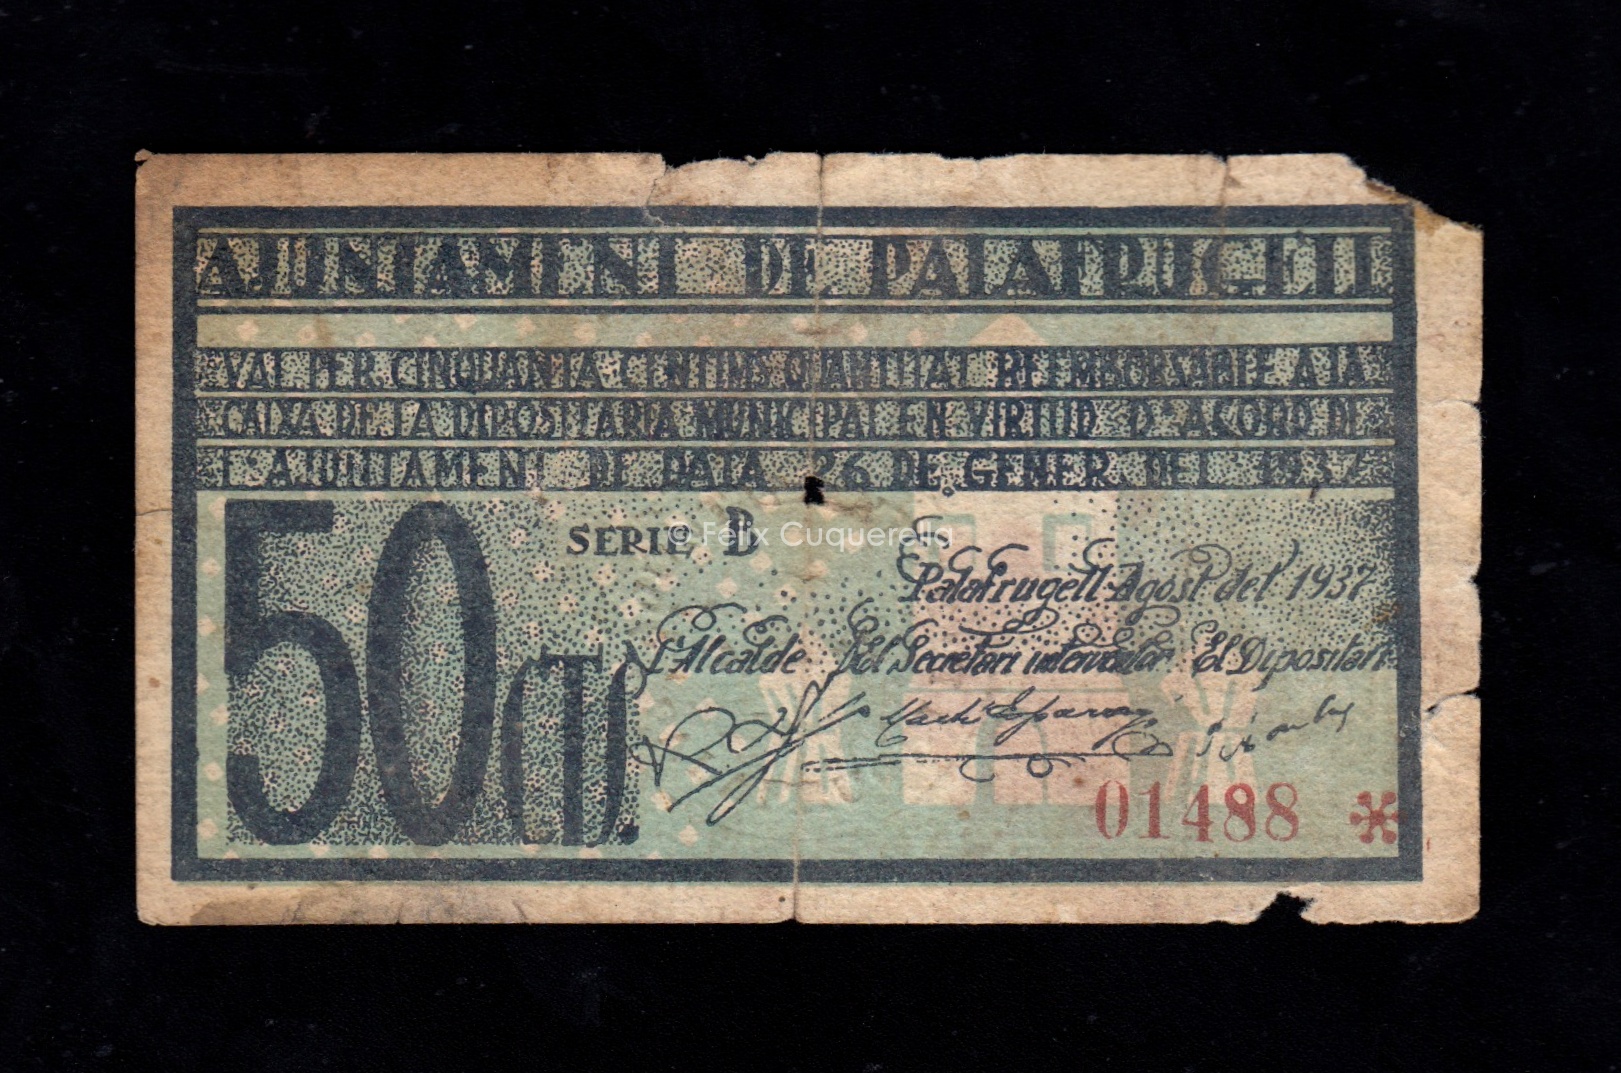 AJUNTAMENT DE PALAFRUGELL
VAL PER CINQUANTA CENTIMS QUANTITAT REEMBORSABLE A LA
CAIXA DE LA DIPOSITARIA MUNICIPAL EN VIRTUD D'ACORD DE
L'AJUNTAMENT DE DATA 26 DE GENER DEL 1937
50 CTS.
SERIE D
© Fèlix Cuquerella
Palafrugell Agost del 1937
L'Alcalde P. el Secretari interventor El Dipositari
01488 *